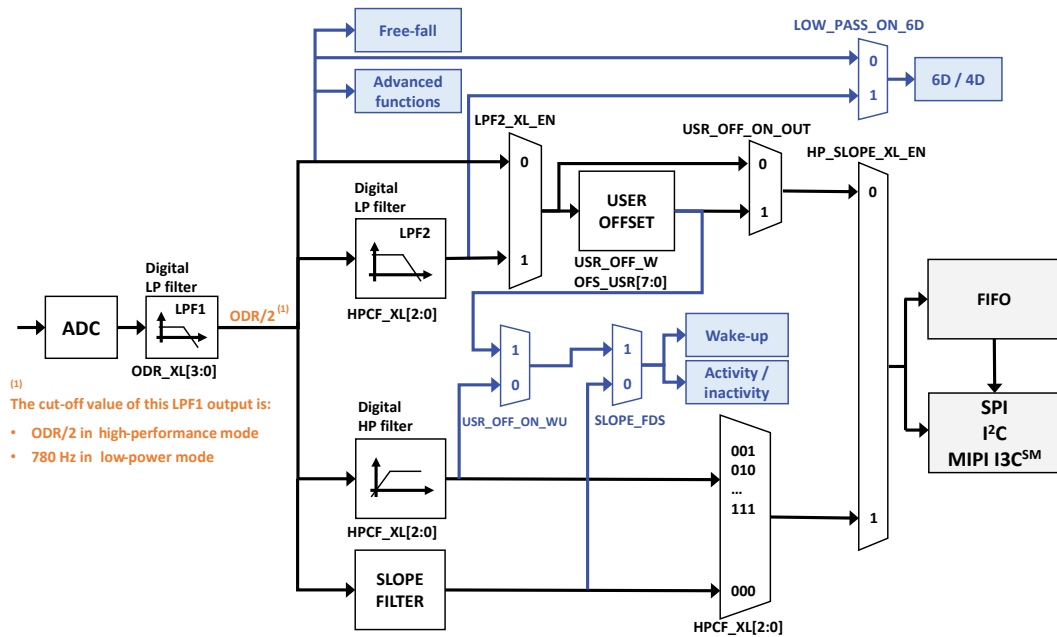 Free-fall
LOW_PASS_ON_6D
0
1
6D / 4D
Advanced
functions
LPF2_XL_EN
0
1
USR_OFF_ON_OUT
0
1
HP_SLOPE_XL_EN
0
1
Digital
LP filter
LPF2
HPCF_XL[2:0]
USER
OFFSET
USR_OFF_W
OFS_USR[7:0]
Digital
LP filter
ADC
LPF1
ODR_XL[3:0]
ODR/2 (1)
FIFO
SPI
I²C
MIPI I3CSM
(1)
The cut-off value of this LPF1 output is:
• ODR/2 in high-performance mode
• 780 Hz in low-power mode
1
0
USR_OFF_ON_WU
1
0
SLOPE_FDS
Wake-up
Activity /
inactivity
Digital
HP filter
HPCF_XL[2:0]
001
010
...
111
000
HPCF_XL[2:0]
SLOPE
FILTER